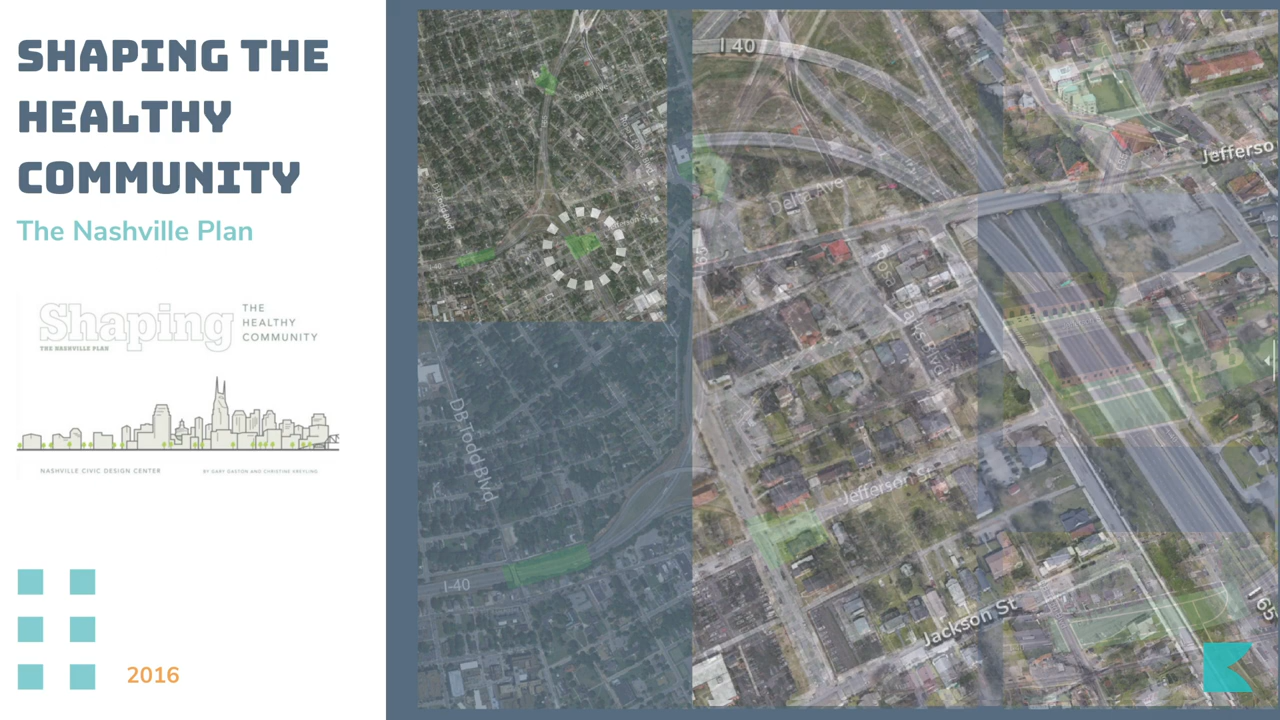 SHAPING THE
HEALTHY
COMMUNITY
The Nashville Plan
Shaping
THE
HEALTHY
COMMUNITY
THE NASHVILLE PLAN
NASHVILLE CIVIC DESIGN CENTER
BY GARY GASTON AND CHRISTINE KREYLING
2016
I 40
Delta Ave
Jefferso
Delta Ave
DB Todd Blvd
Jefferson St
I-40
Jackson St
I 65